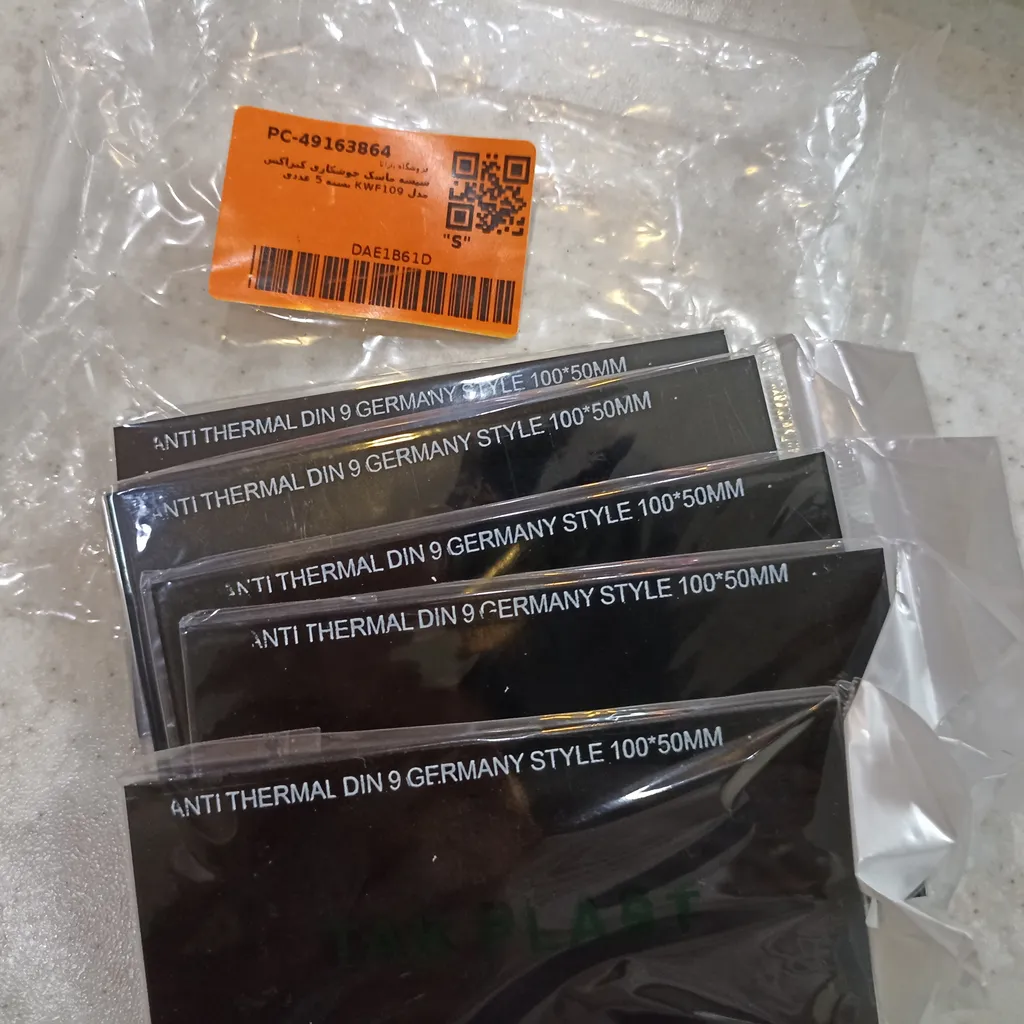 PC-49163864
شیشه ماسک جوشکاری کنزاکس
مدل KWF109 بسته 5 عددی
"S"
DAE1B61D
ANTI THERMAL DIN 9 GERMANY STYLE 100*50MM
ANTI THERMAL DIN 9 GERMANY STYLE 100*50MM
ANTI THERMAL DIN 9 GERMANY STYLE 100*50MM
ANTI THERMAL DIN 9 GERMANY STYLE 100*50MM
ANTI THERMAL DIN 9 GERMANY STYLE 100*50MM
PLAST